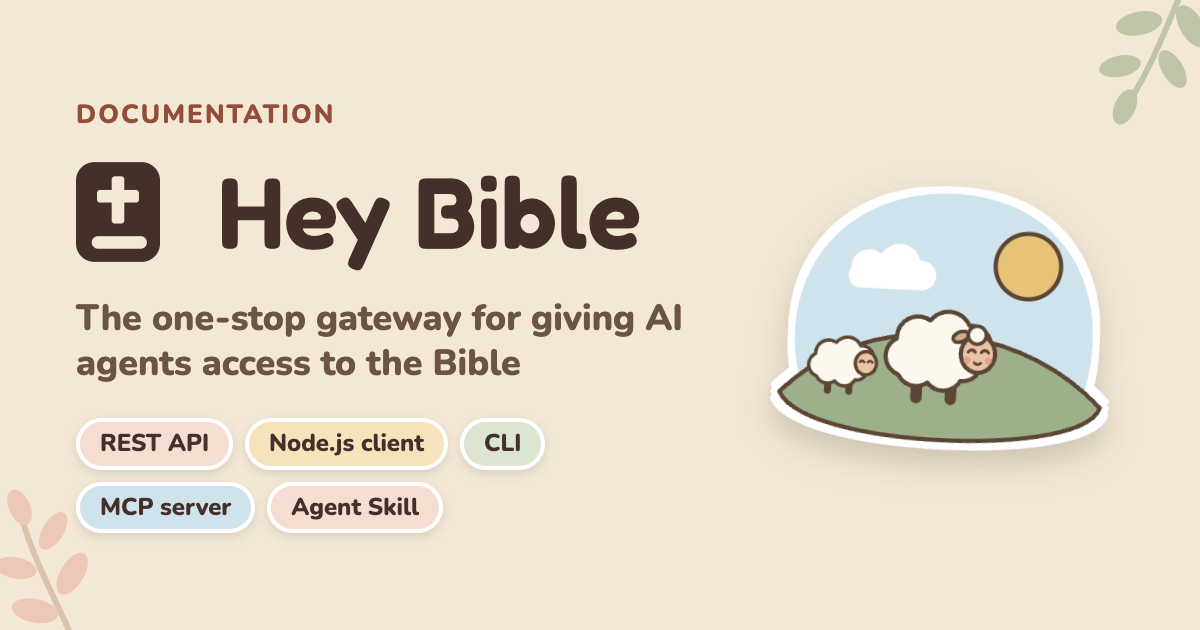 DOCUMENTATION
Hey Bible
The one-stop gateway for giving AI
agents access to the Bible
REST API
Node.js client
CLI
MCP server
Agent Skill